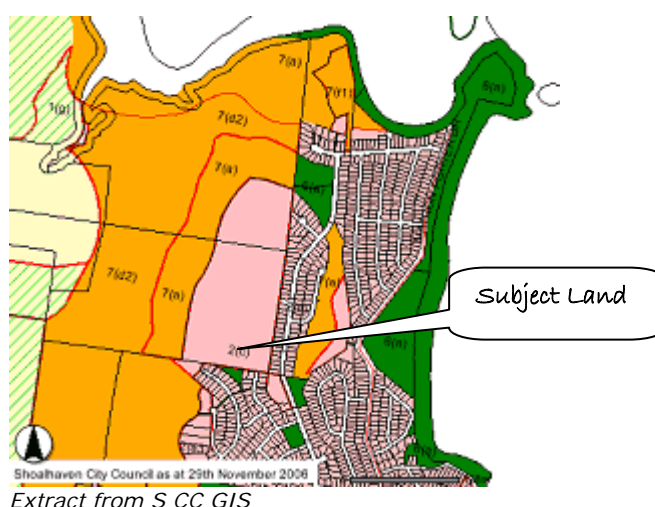 7(a)
7(f1)
6(a)
1(g)
7(d2)
7(a)
6(a)
7(d2)
7(a)
(a)
Subject Land
2(c)
6(a)
Shoalhaven City Council as at 29th November 2006
Extract from S CC GIS